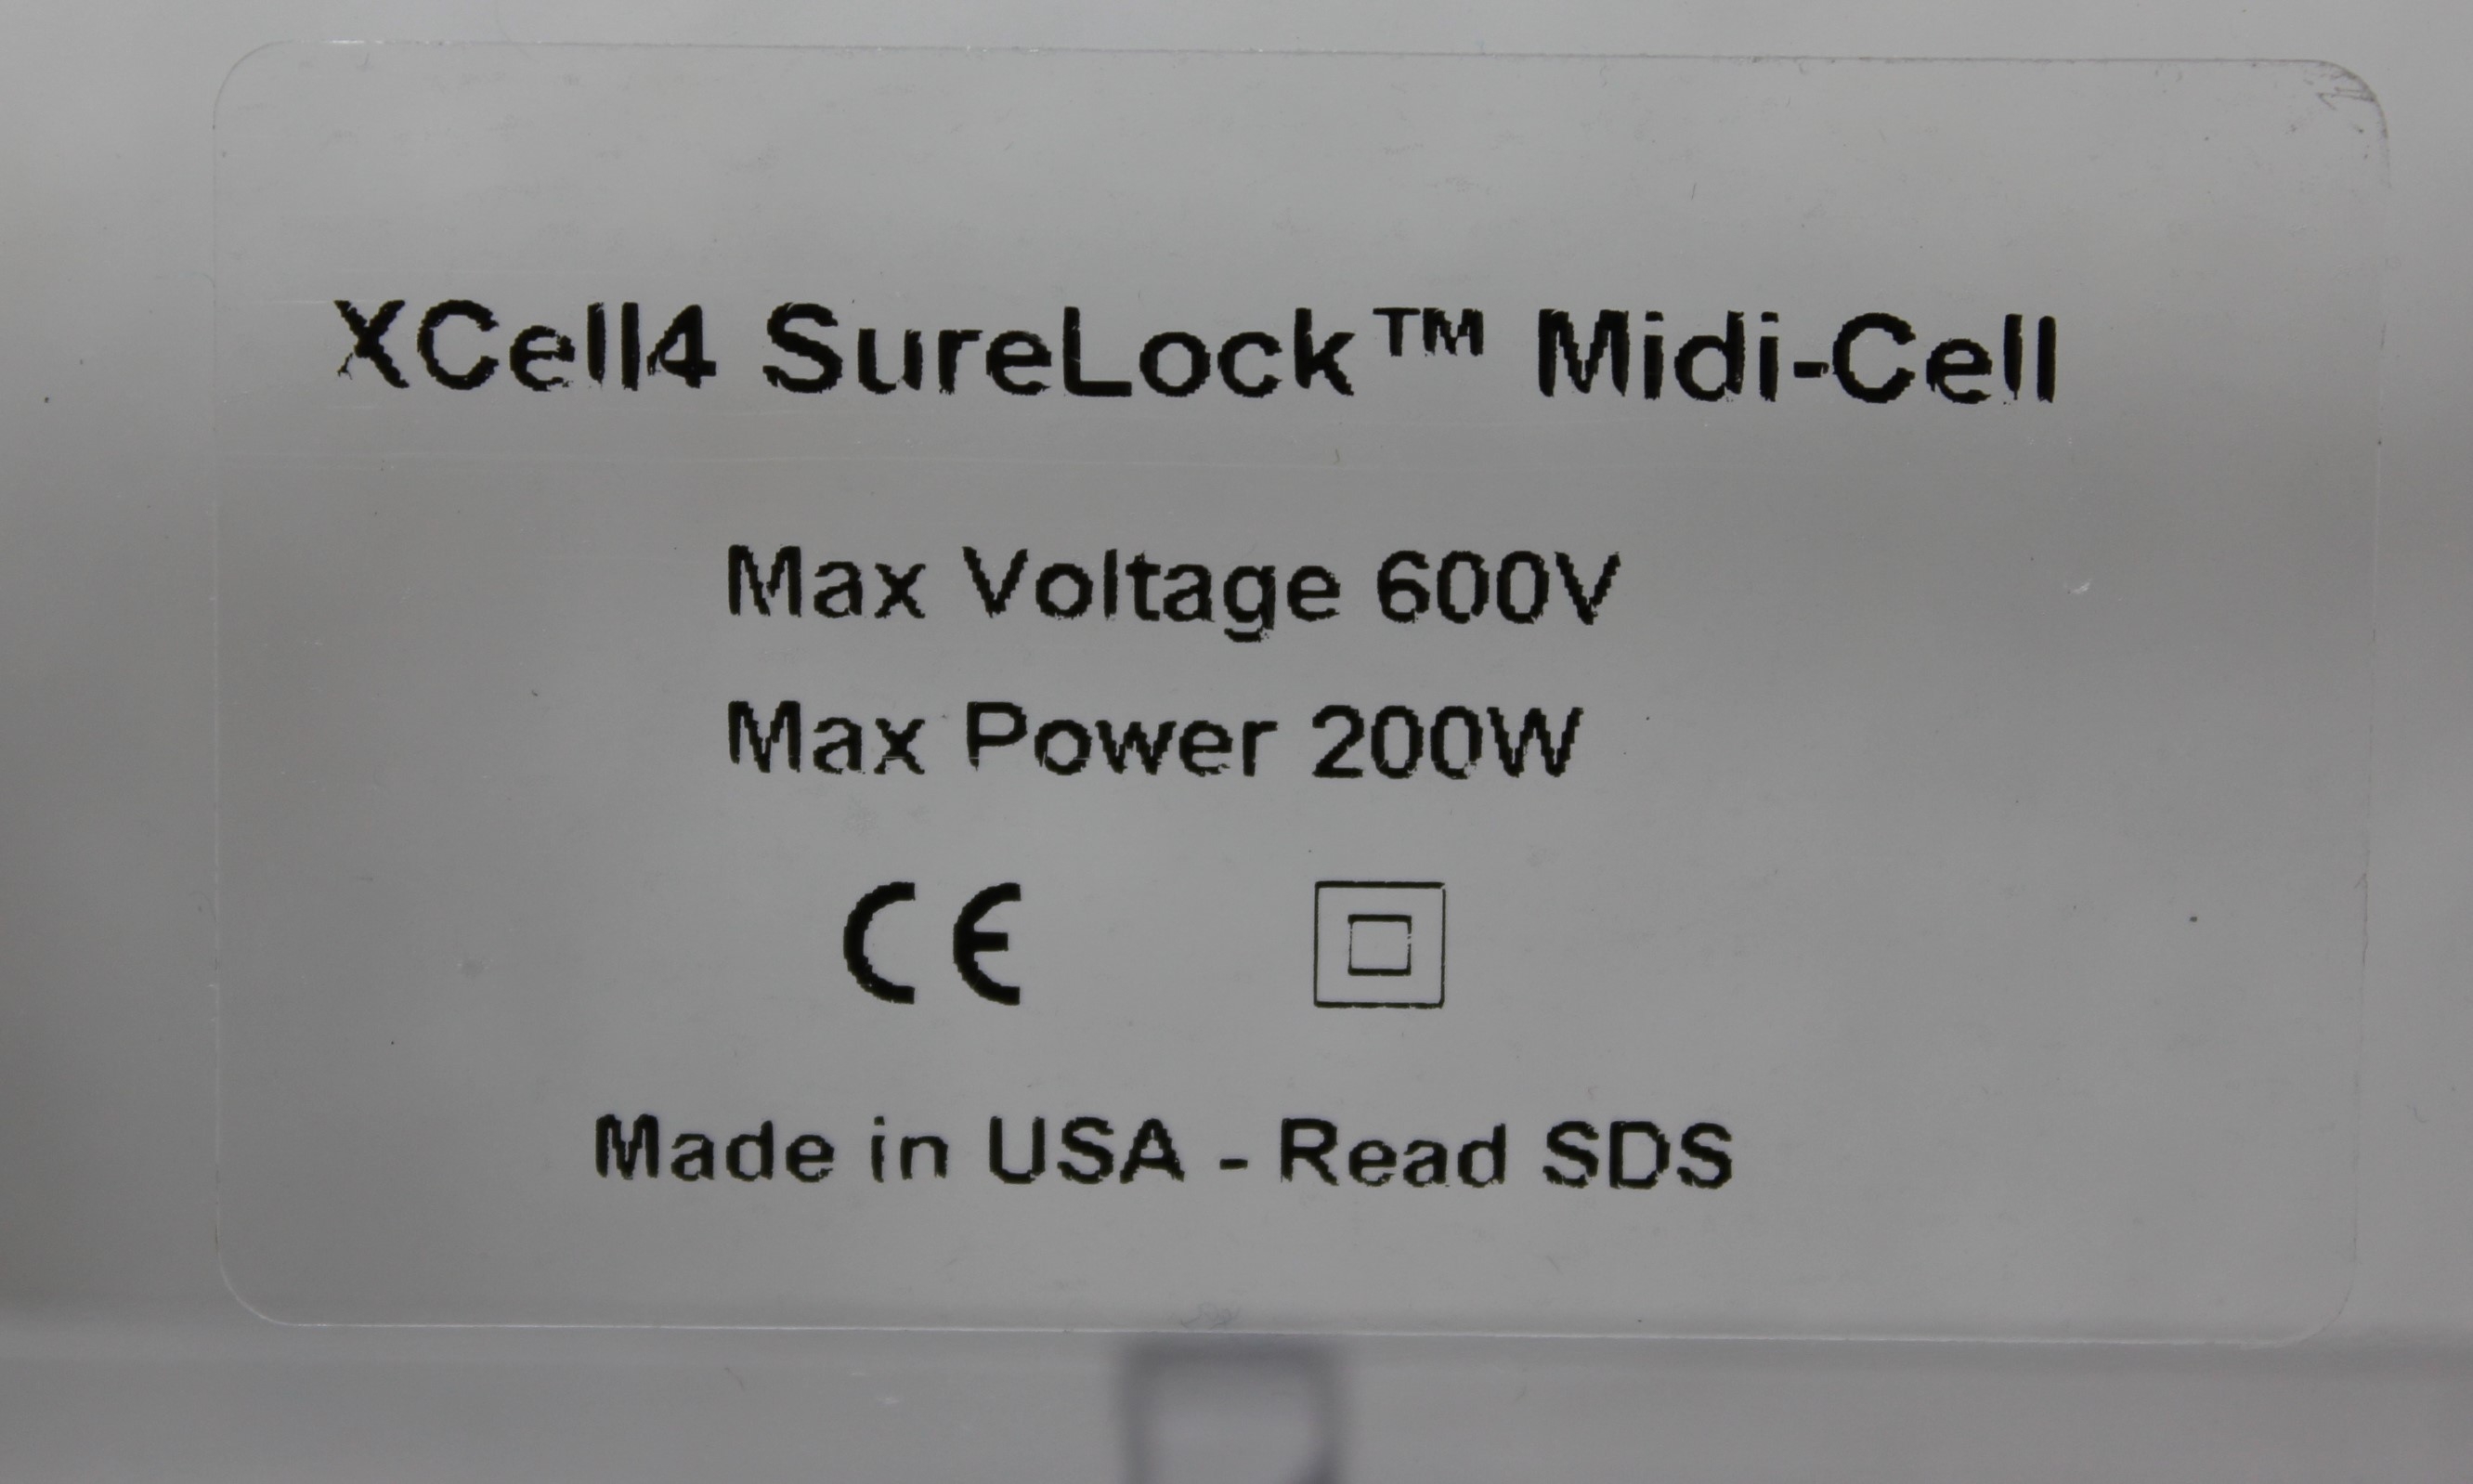 XCell4 SureLock™ Midi-Cell
Max Voltage 600V
Max Power 200W
CE
Made in USA - Read SDS